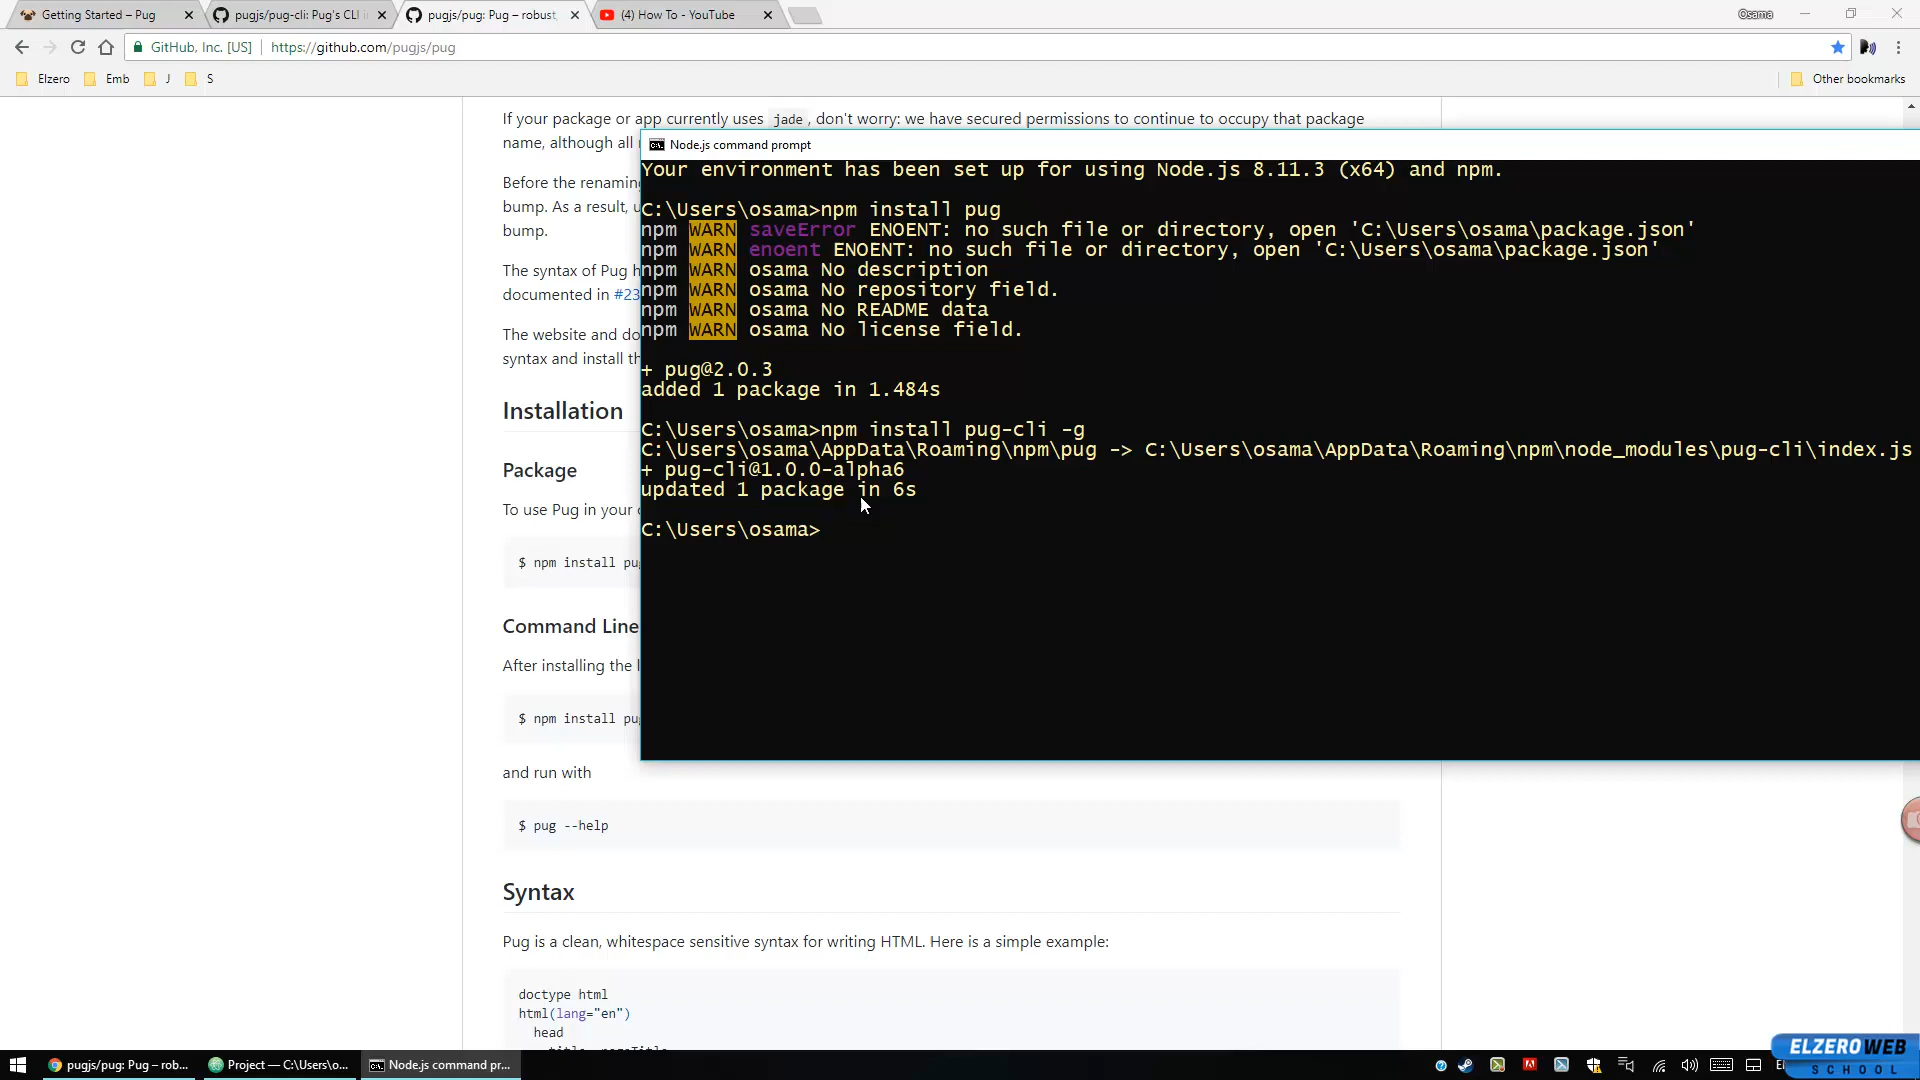 Getting Started – Pug
pugjs/pug-cli: Pug's CLI i
pugjs/pug: Pug – robust,
(4) How To - YouTube
Osama
GitHub, Inc. [US]
https://github.com/pugjs/pug
Elzero
Emb
J
S
Other bookmarks
If your package or app currently uses jade, don't worry: we have secured permissions to continue to occupy that package
name, although all
Node.js command prompt
Your environment has been set up for using Node.js 8.11.3 (x64) and npm.
Before the renaming
bump. As a result, u
bump.
C:\Users\osama>npm install pug
npm WARN saveError ENOENT: no such file or directory, open 'C:\Users\osama\package.json'
npm WARN enoent ENOENT: no such file or directory, open 'C:\Users\osama\package.json'
npm WARN osama No description
npm WARN osama No repository field.
npm WARN osama No README data
npm WARN osama No license field.
The syntax of Pug h
documented in #23
The website and do
syntax and install th
+ pug@2.0.3
added 1 package in 1.484s
C:\Users\osama>npm install pug-cli -g
C:\Users\osama\AppData\Roaming\npm\pug -> C:\Users\osama\AppData\Roaming\npm\node_modules\pug-cli\index.js
+ pug-cli@1.0.0-alpha6
updated 1 package in 6s
C:\Users\osama>
Installation
Package
To use Pug in your
$ npm install pu
Command Line
After installing the l
$ npm install pu
and run with
$ pug --help
Syntax
Pug is a clean, whitespace sensitive syntax for writing HTML. Here is a simple example:
doctype html
html(lang="en")
head
title= pageTitle
pugjs/pug: Pug – rob...
Project — C:\Users\o...
Node.js command pr...
ELZEROWEB
SCHOOL